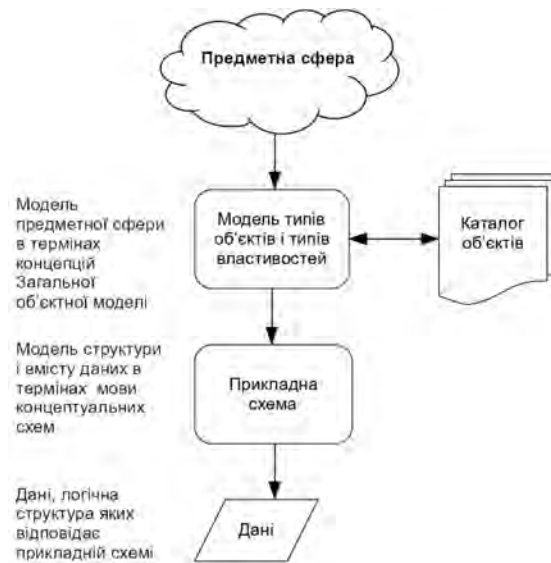 Предметна сфера
Модель
предметної сфери
в термінах
концепцій
Загальної
об'єктної моделі
Модель типів
об'єктів і типів
властивостей
Каталог
об'єктів
Модель структури
і вмісту даних в
термінах мови
концептуальних
схем
Прикладна
схема
Дані, логічна
структура яких
відповідає
прикладній схемі
Дані